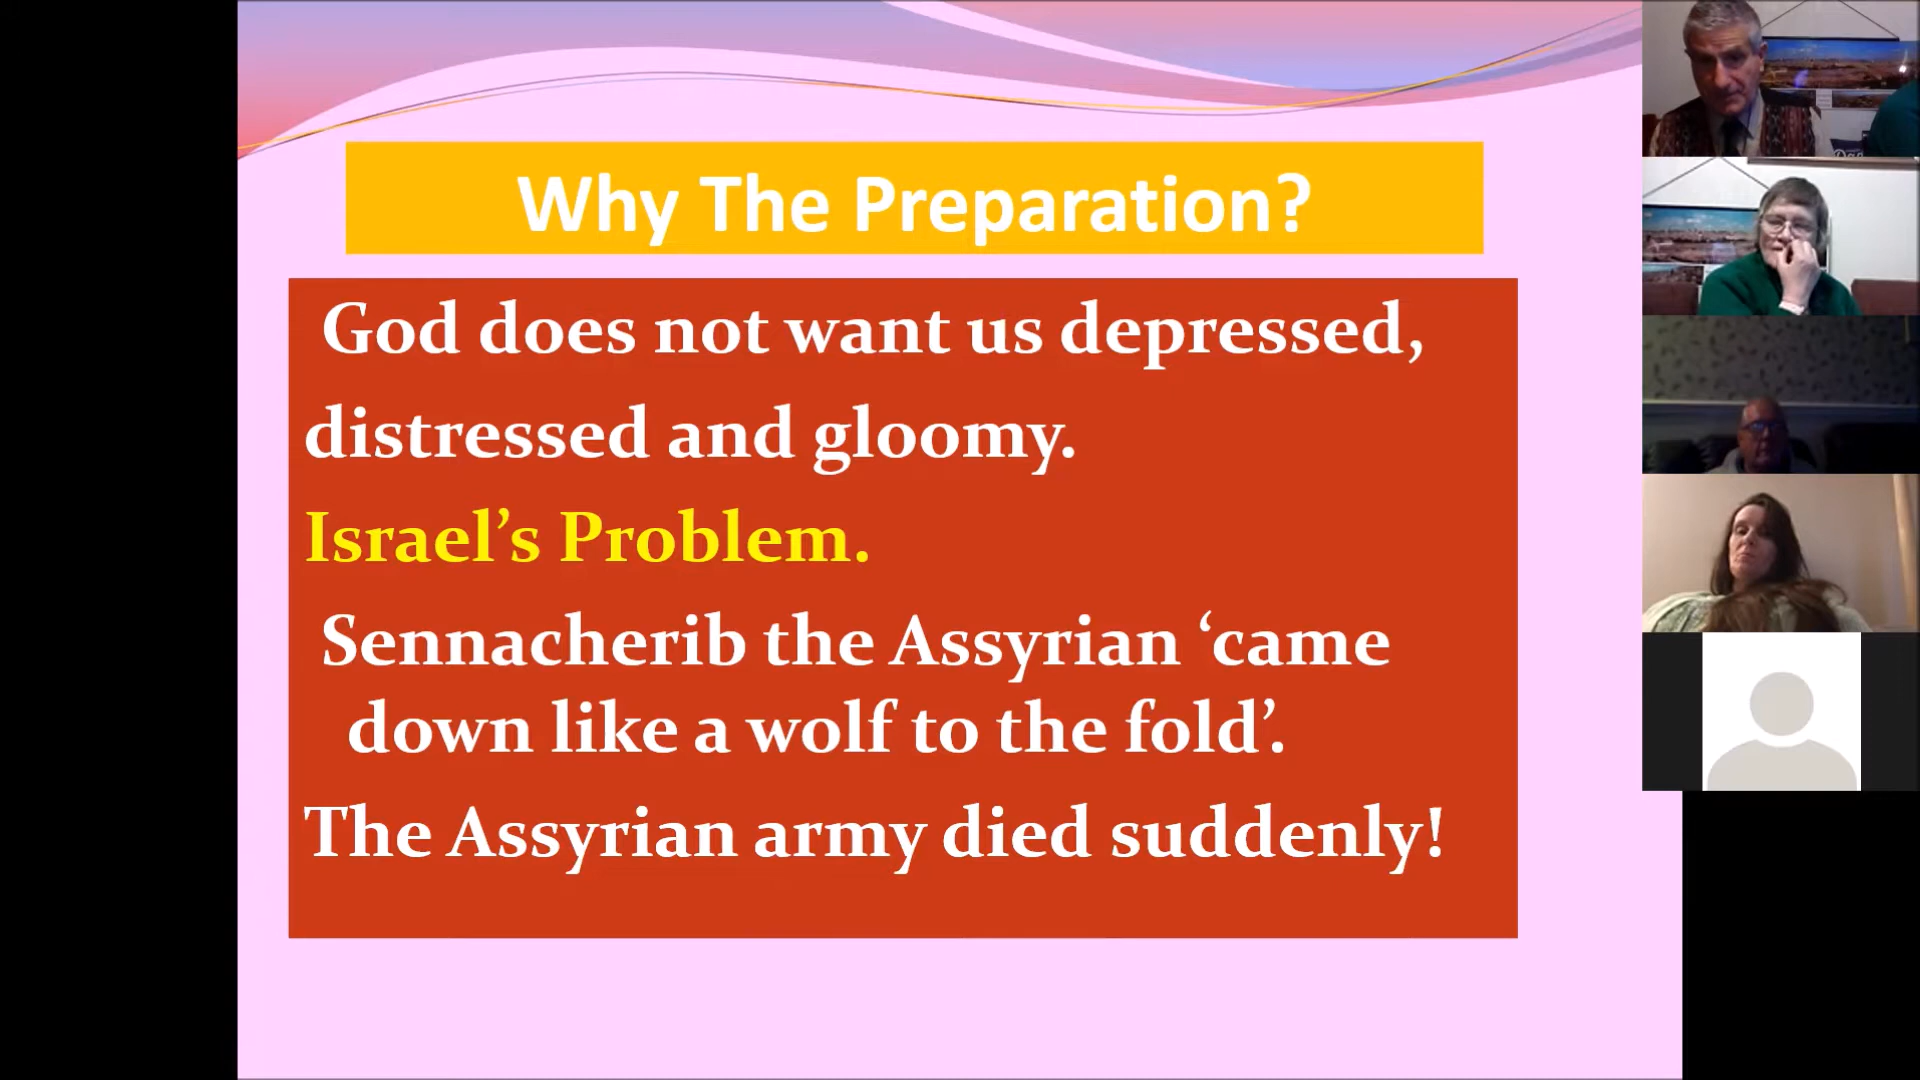 Why The Preparation?
God does not want us depressed,
distressed and gloomy.
Israel’s Problem.
Sennacherib the Assyrian ‘came
down like a wolf to the fold’.
The Assyrian army died suddenly!